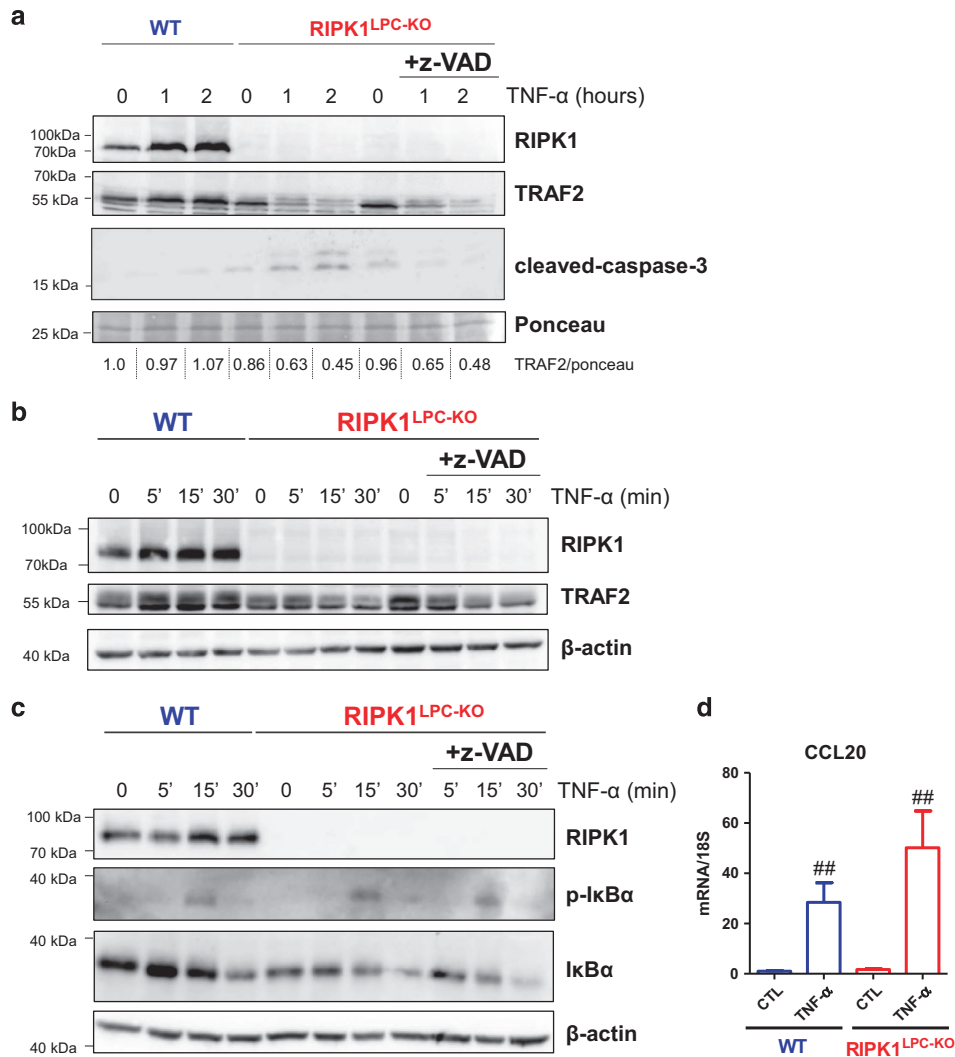 a
WT RIPK1LPC-KO
+z-VAD
0 1 2 0 1 2 0 1 2 TNF-α (hours)
100kDa
70kDa
RIPK1
70kDa
55 kDa
TRAF2
15 kDa
cleaved-caspase-3
25 kDa
Ponceau
1.0 0.97 1.07 0.86 0.63 0.45 0.96 0.65 0.48 TRAF2/ponceau
b
WT RIPK1LPC-KO
+z-VAD
0 5’ 15’ 30’ 0 5’ 15’ 30’ 0 5’ 15’ 30’ TNF-α (min)
100kDa
70kDa
RIPK1
55 kDa
TRAF2
40 kDa
β-actin
c
WT RIPK1LPC-KO
+z-VAD
0 5’ 15’ 30’ 0 5’ 15’ 30’ 5’ 15’ 30’ TNF-α (min)
100 kDa
70 kDa
RIPK1
40 kDa
p-IκBα
40 kDa
IκBα
40 kDa
β-actin
d
CCL20
mRNA/18S
80
60
40
20
0
## ##
CTL TNF-α CTL TNF-α
WT RIPK1LPC-KO